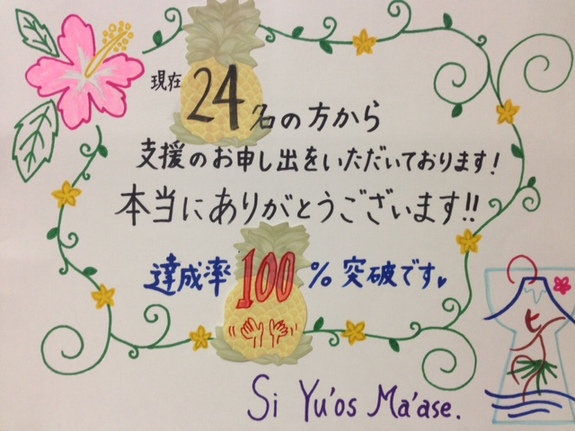 現在
24名の方から
支援のお申し出をいただいております!
本当にありがとうございます!!
達成率100%突破です♥
Si Yu'os Ma'ase.
ヒ